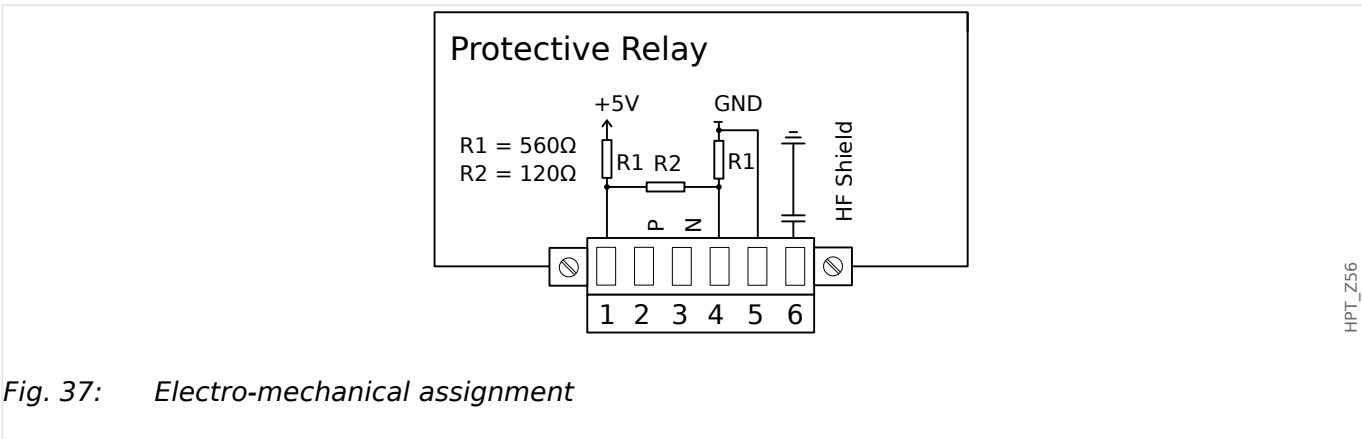 Protective Relay
+5V
GND
R1 = 560Ω
R2 = 120Ω
R1
R2
R1
HF Shield
P
N
1 2 3 4 5 6
HPT_Z56
Fig. 37: Electro-mechanical assignment